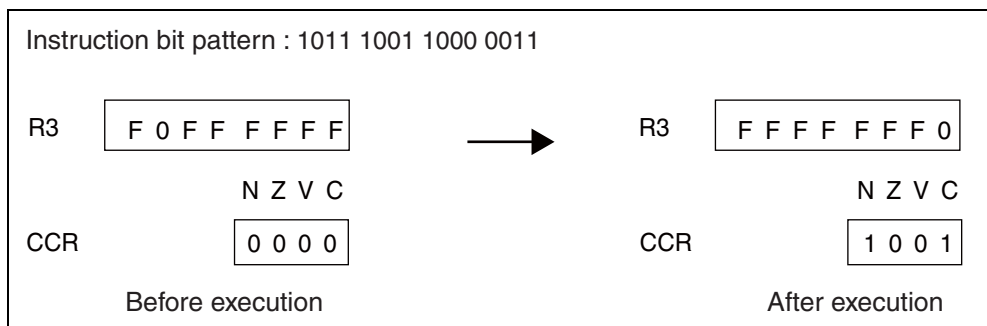 Instruction bit pattern : 1011 1001 1000 0011
R3 F 0 F F F F F F R3 F F F F F F F 0
N Z V C N Z V C
CCR 0 0 0 0 CCR 1 0 0 1
Before execution After execution